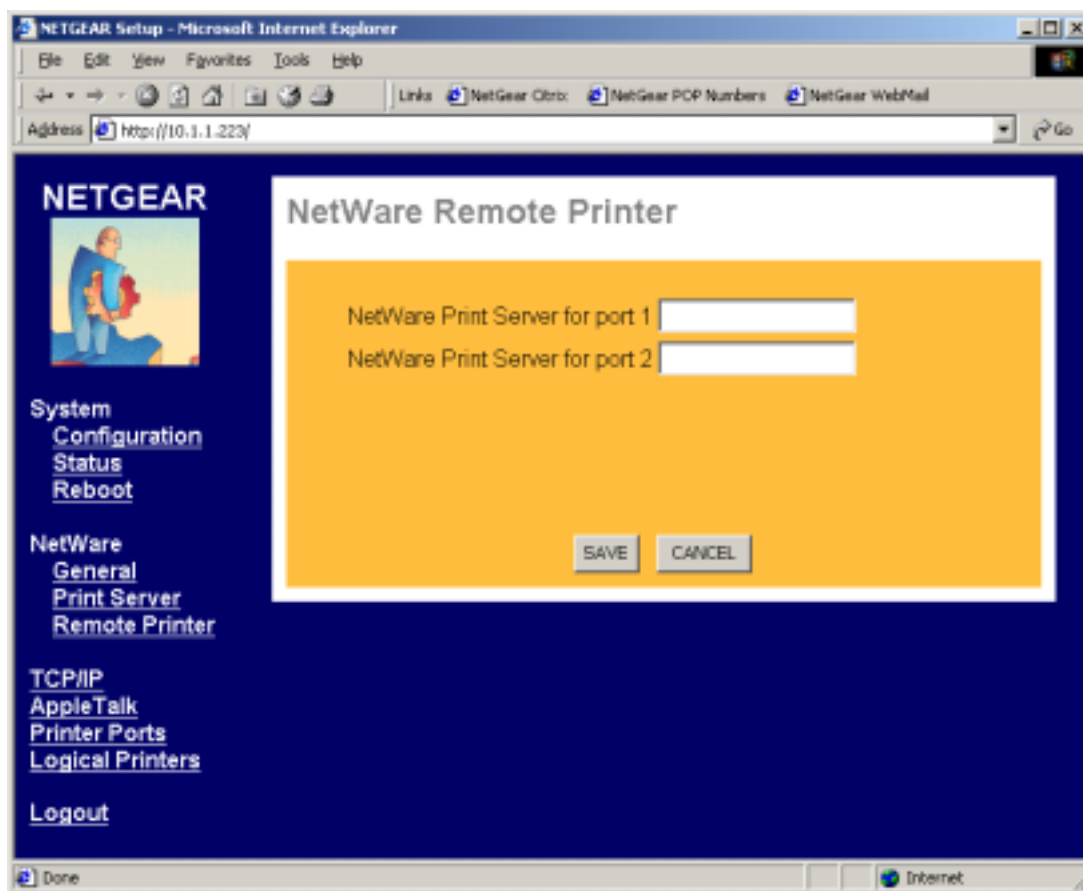 NETGEAR Setup - Microsoft Internet Explorer
File Edit View Favorites Tools Help
Links NetGear Citrix NetGear POP Numbers NetGear WebMail
Address http://10.1.1.223/ Go
NETGEAR
NetWare Remote Printer
NetWare Print Server for port 1
NetWare Print Server for port 2
SAVE CANCEL
System
Configuration
Status
Reboot
NetWare
General
Print Server
Remote Printer
TCP/IP
AppleTalk
Printer Ports
Logical Printers
Logout
Done Internet